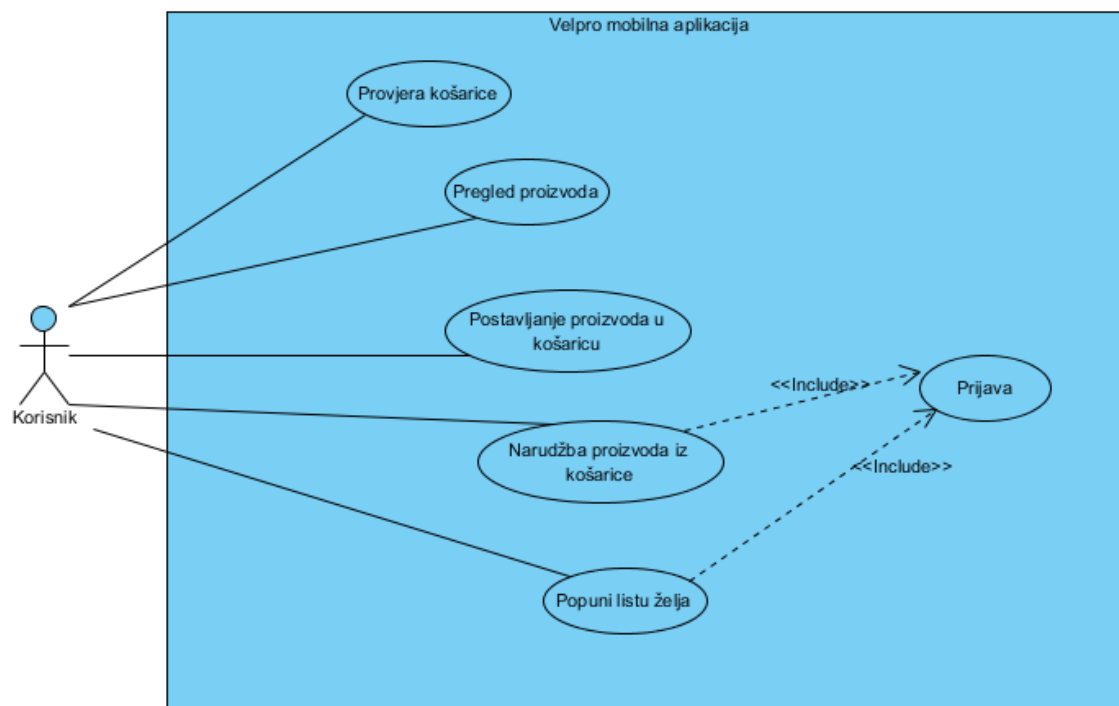 Velpro mobilna aplikacija
Provjera košarice
Pregled proizvoda
Postavljanje proizvoda u
košaricu
<<Include>>
Prijava
Korisnik
Narudžba proizvoda iz
košarice
<<Include>>
Popuni listu želja